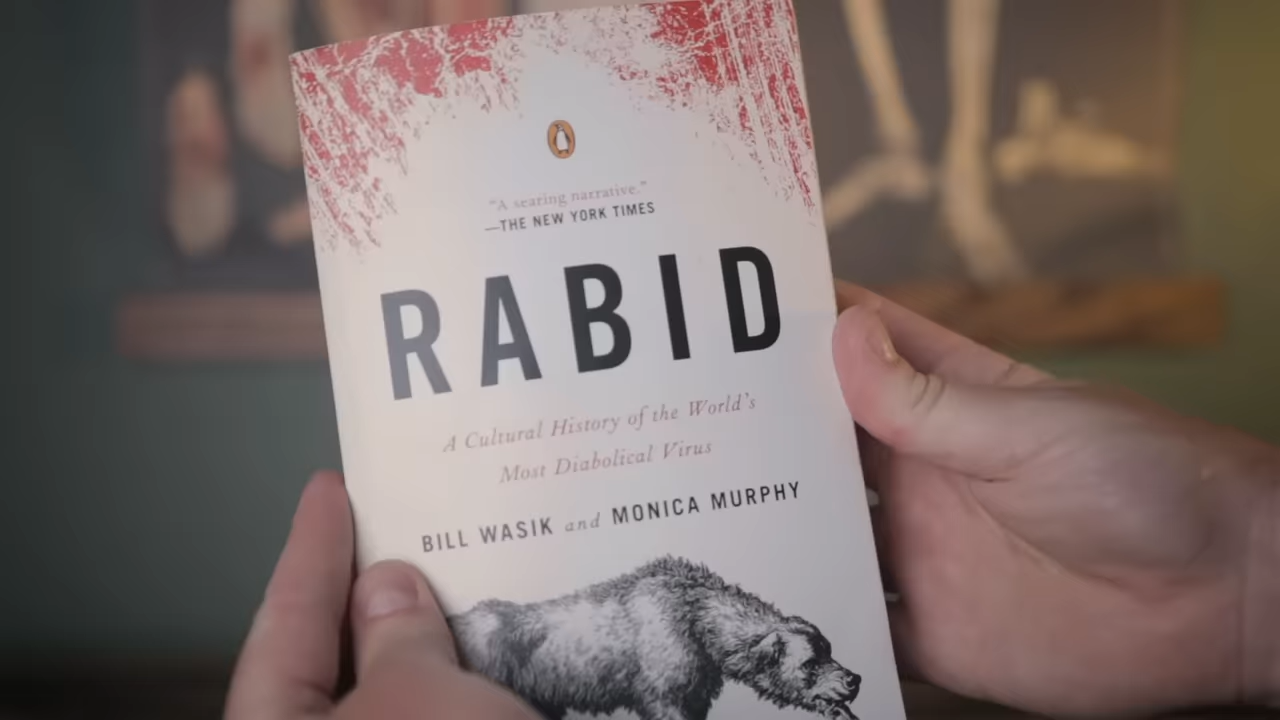 “A searing narrative.”
—THE NEW YORK TIMES
RABID
A Cultural History of the World’s
Most Diabolical Virus
BILL WASIK and MONICA MURPHY